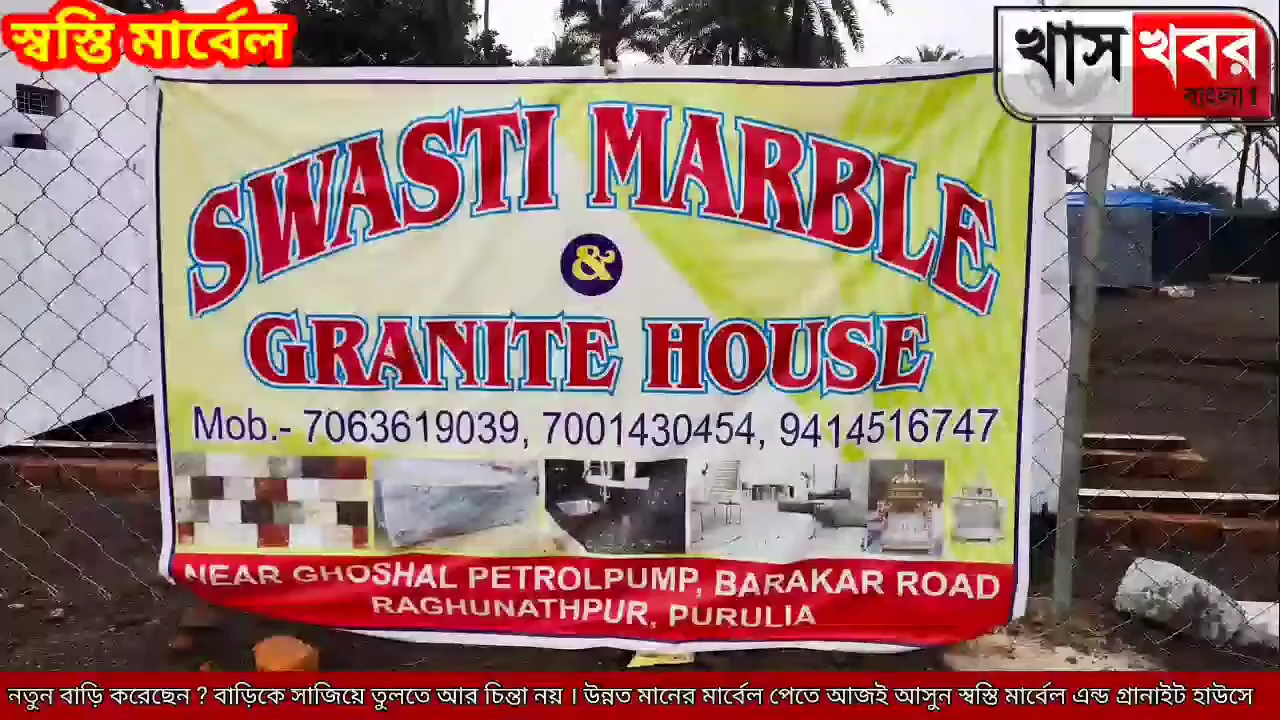 স্বস্তি মার্বেল
খাস খবর
বাংলা
SWASTI MARBLE
&
GRANITE HOUSE
Mob.- 7063619039, 7001430454, 9414516747
NEAR GHOSHAL PETROLPUMP, BARAKAR ROAD
RAGHUNATHPUR, PURULIA
নতুন বাড়ি করেছেন ? বাড়িকে সাজিয়ে তুলতে আর চিন্তা নয় । উন্নত মানের মার্বেল পেতে আজই আসুন স্বস্তি মার্বেল এন্ড গ্রানাইট হাউসে